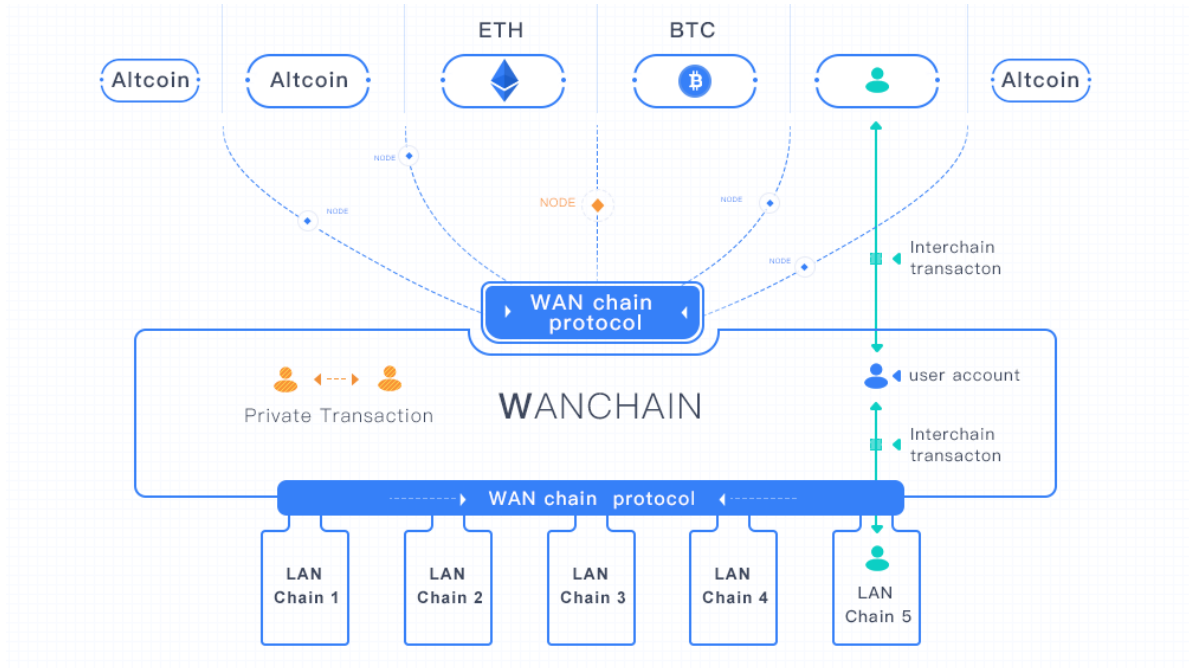 ETH
BTC
Altcoin
Altcoin
Altcoin
NODE
NODE
NODE
NODE
NODE
Interchain
transacton
WAN chain
protocol
user account
Private Transaction
WANCHAIN
Interchain
transacton
WAN chain protocol
LAN
Chain 1
LAN
Chain 2
LAN
Chain 3
LAN
Chain 4
LAN
Chain 5